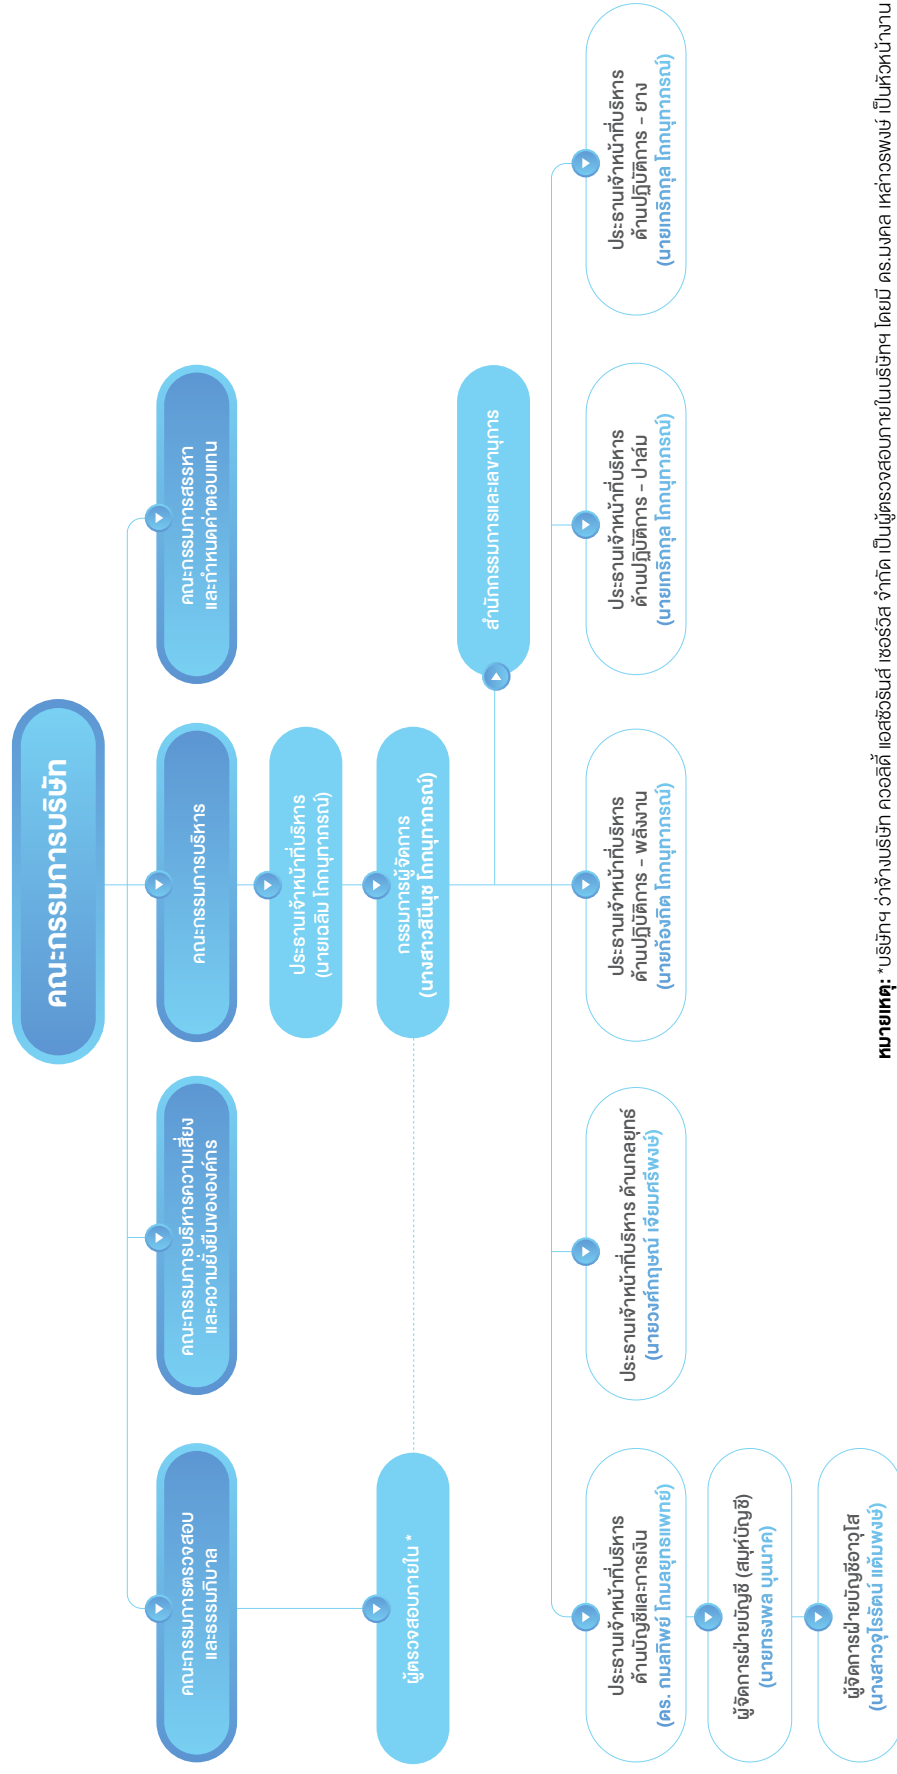 คณะกรรมการบริษัท
คณะกรรมการตรวจสอบ
และธรรมาภิบาล
คณะกรรมการบริหารความเสี่ยง
และความยั่งยืนขององค์กร
คณะกรรมการบริหาร
คณะกรรมการสรรหา
และกำหนดค่าตอบแทน
ประธานเจ้าหน้าที่บริหาร
(นายเฉลิม โกกนุทาภรณ์)
ผู้ตรวจสอบภายใน *
กรรมการผู้จัดการ
(นางสาวสินีนุช โกกนุทาภรณ์)
สำนักกรรมการและเลขานุการ
ประธานเจ้าหน้าที่บริหาร
ด้านบัญชีและการเงิน
(ดร. กมลทิพย์ โกมลยุทธแพทย์)
ประธานเจ้าหน้าที่บริหาร ด้านกลยุทธ์
(นายวงศ์กฤษณ์ เจียมศรีพงษ์)
ประธานเจ้าหน้าที่บริหาร
ด้านปฏิบัติการ - พลังงาน
(นายก้องกิต โกกนุทาภรณ์)
ประธานเจ้าหน้าที่บริหาร
ด้านปฏิบัติการ - ปาล์ม
(นายเกริกกุล โกกนุทาภรณ์)
ประธานเจ้าหน้าที่บริหาร
ด้านปฏิบัติการ - ยาง
(นายเกริกกุล โกกนุทาภรณ์)
ผู้จัดการฝ่ายบัญชี (สมุห์บัญชี)
(นายทรงพล บุนนาค)
ผู้จัดการฝ่ายบัญชีอาวุโส
(นางสาวจุไรรัตน์ แต้มพงษ์)
หมายเหตุ: *บริษัทฯ ว่าจ้างบริษัท ควอลิตี้ แอสชัวรันส์ เซอร์วิส จำกัด เป็นผู้ตรวจสอบภายในบริษัทฯ โดยมี ดร.มงคล เหล่าวรพงษ์ เป็นหัวหน้างาน